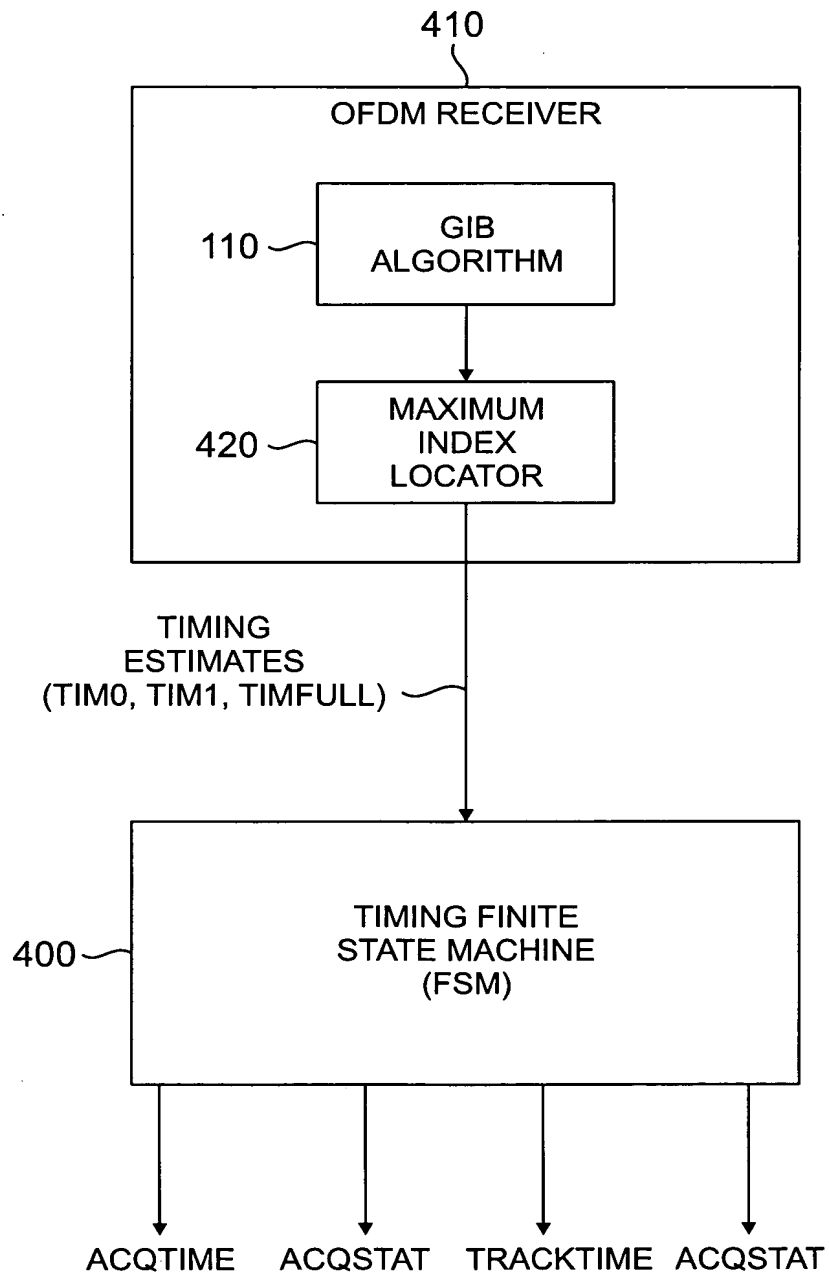 410
OFDM RECEIVER
110
GIB
ALGORITHM
420
MAXIMUM
INDEX
LOCATOR
TIMING
ESTIMATES
(TIM0, TIM1, TIMFULL)
400
TIMING FINITE
STATE MACHINE
(FSM)
ACQTIME ACQSTAT TRACKTIME ACQSTAT